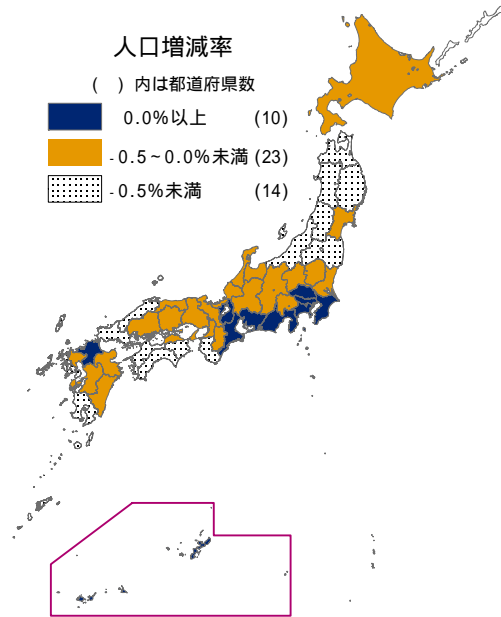 人口増減率
(　) 内は都道府県数
0.0%以上 (10)
-0.5~0.0%未満 (23)
-0.5%未満 (14)